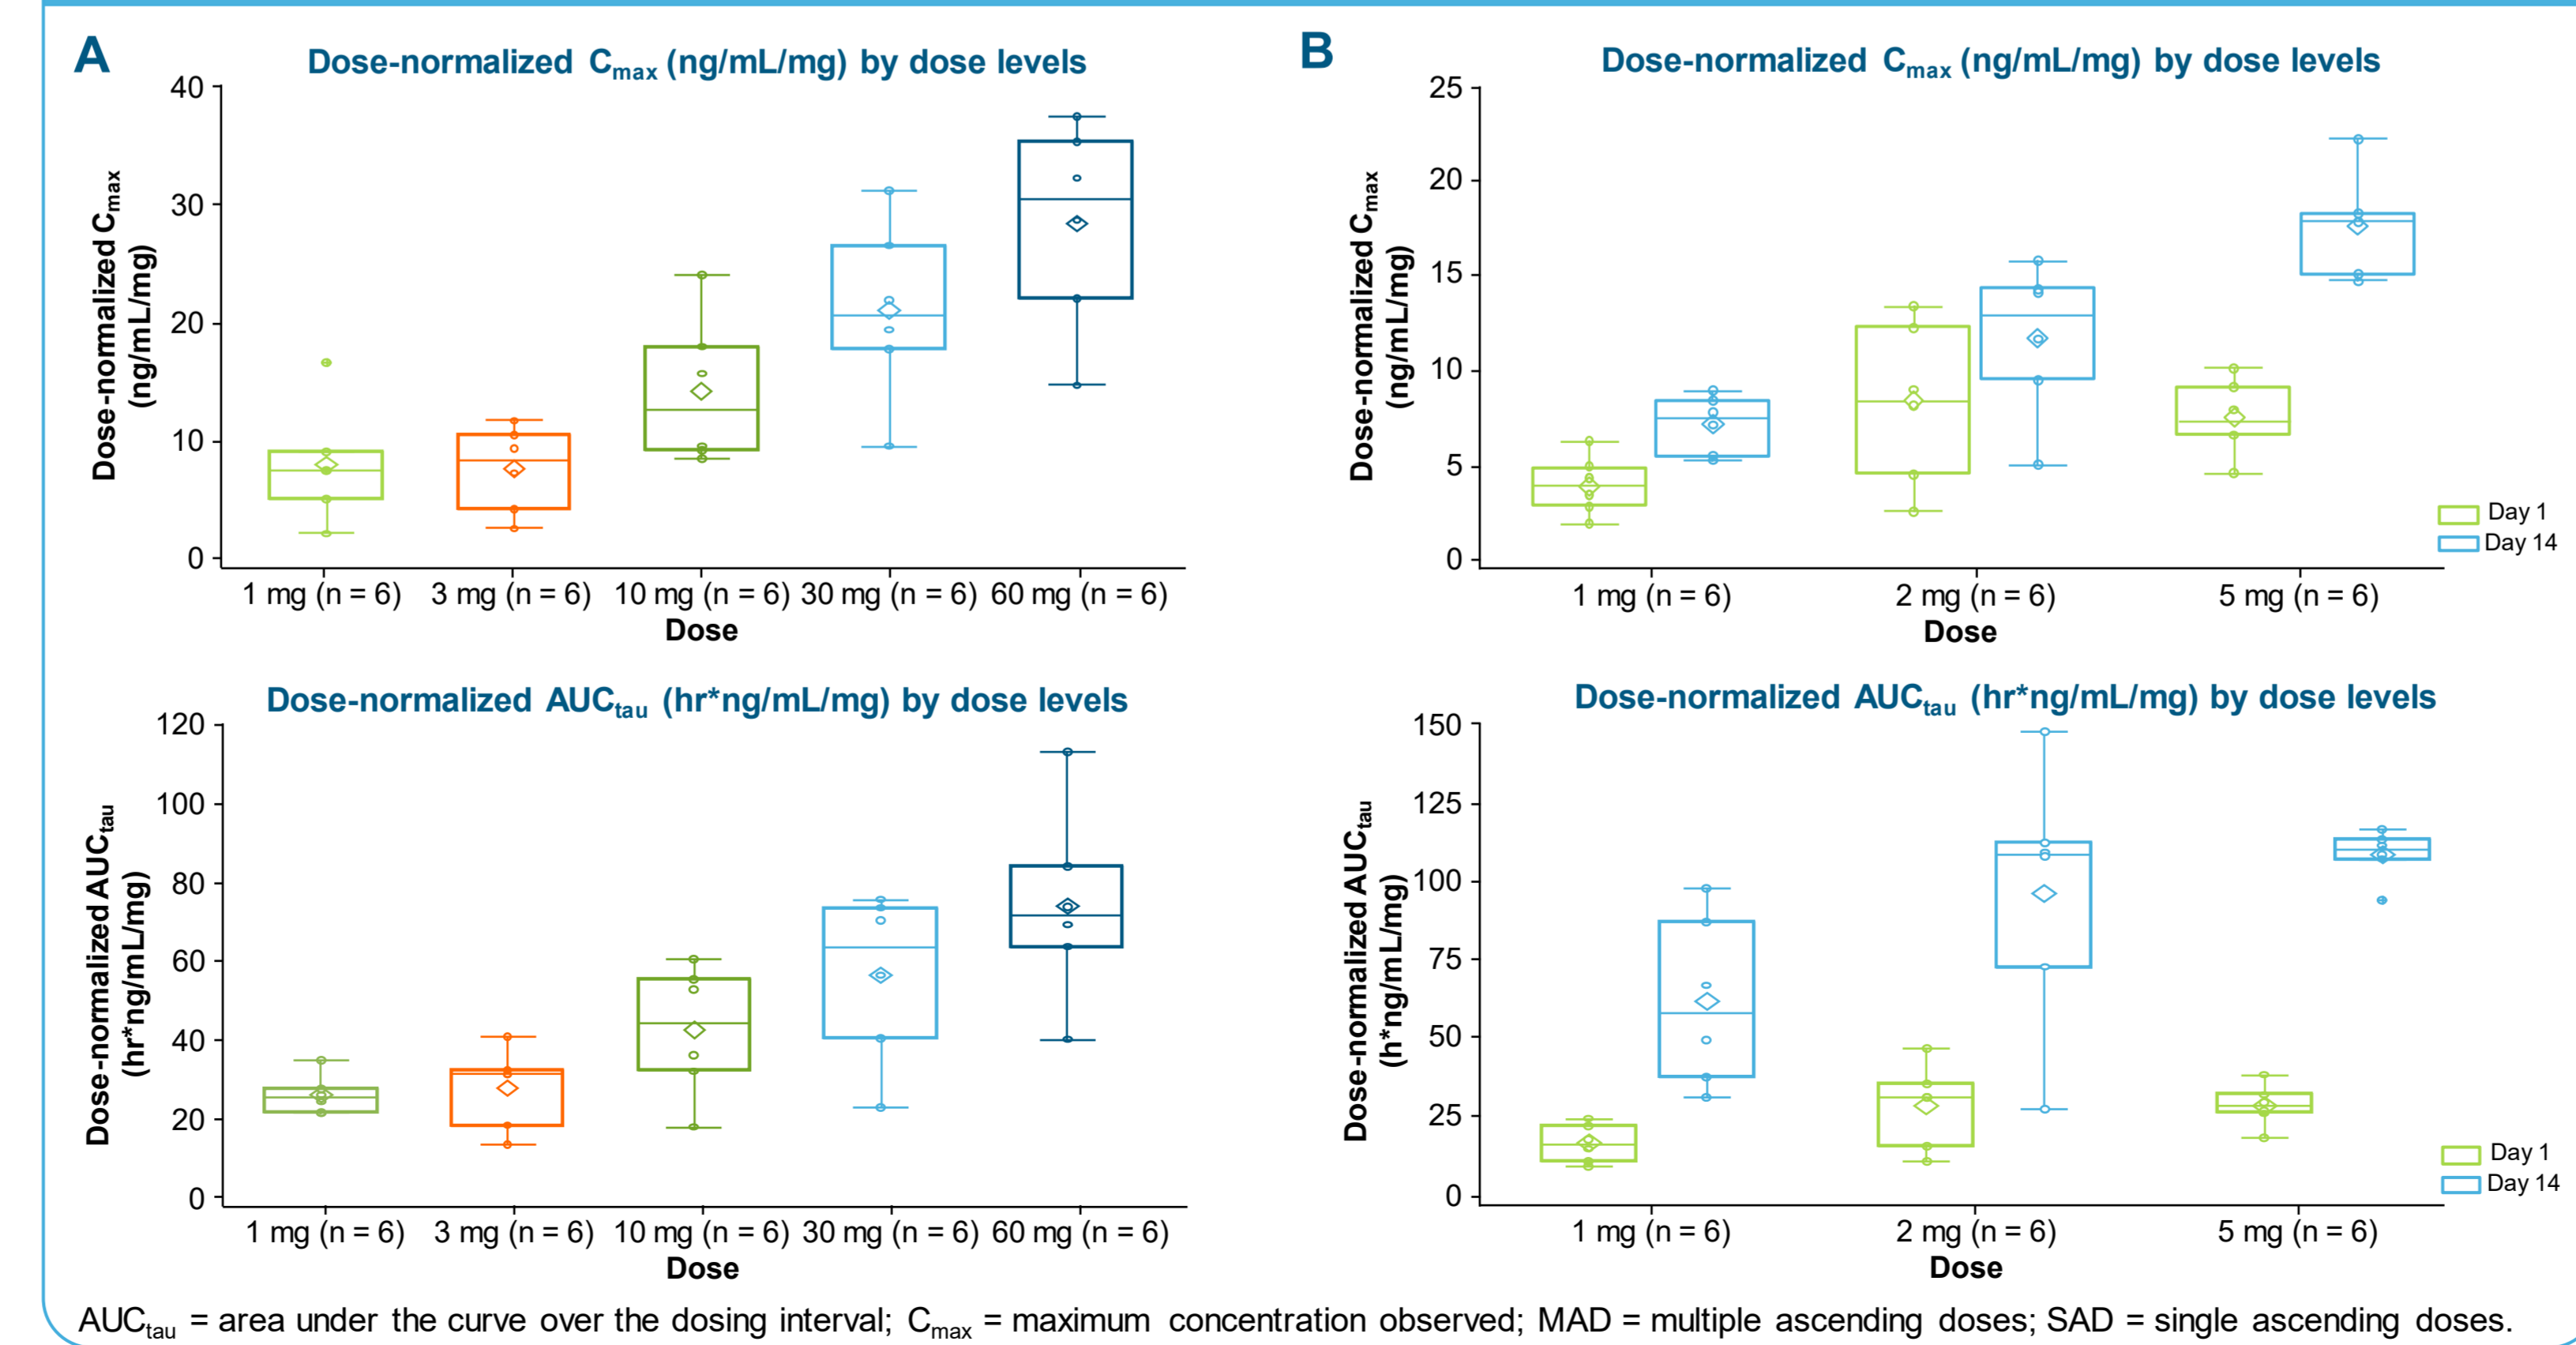 A
Dose-normalized Cmax (ng/mL/mg) by dose levels
Dose-normalized Cmax
(ng/mL/mg)
40
30
20
10
0
1 mg (n = 6) 3 mg (n = 6) 10 mg (n = 6) 30 mg (n = 6) 60 mg (n = 6)
Dose
B
Dose-normalized Cmax (ng/mL/mg) by dose levels
Dose-normalized Cmax
(ng/mL/mg)
25
20
15
10
5
0
1 mg (n = 6) 2 mg (n = 6) 5 mg (n = 6)
Dose
Day 1
Day 14
Dose-normalized AUCtau (hr*ng/mL/mg) by dose levels
Dose-normalized AUCtau
(hr*ng/mL/mg)
120
100
80
60
40
20
0
1 mg (n = 6) 3 mg (n = 6) 10 mg (n = 6) 30 mg (n = 6) 60 mg (n = 6)
Dose
Dose-normalized AUCtau (hr*ng/mL/mg) by dose levels
Dose-normalized AUCtau
(h*ng/mL/mg)
150
125
100
75
50
25
0
1 mg (n = 6) 2 mg (n = 6) 5 mg (n = 6)
Dose
Day 1
Day 14
AUCtau = area under the curve over the dosing interval; Cmax = maximum concentration observed; MAD = multiple ascending doses; SAD = single ascending doses.